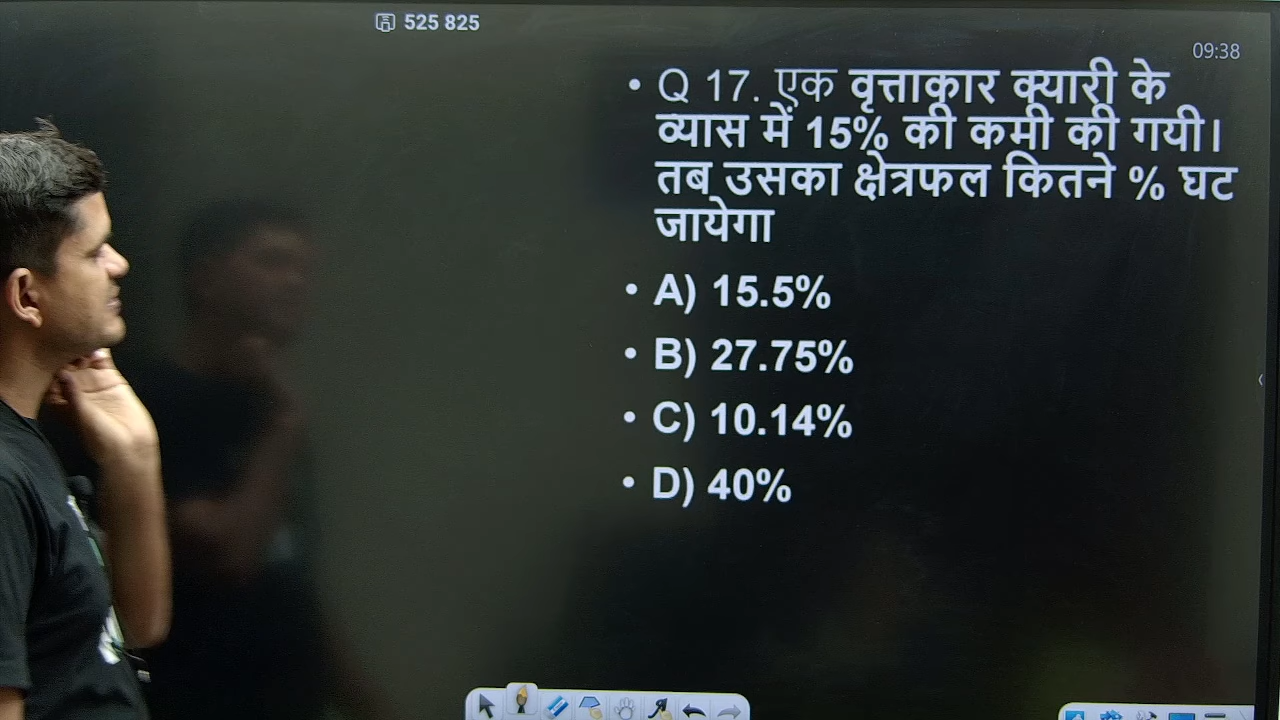 525 825
09:38
• Q 17. एक वृत्ताकार क्यारी के
व्यास में 15% की कमी की गयी।
तब उसका क्षेत्रफल कितने % घट
जायेगा
• A) 15.5%
• B) 27.75%
• C) 10.14%
• D) 40%